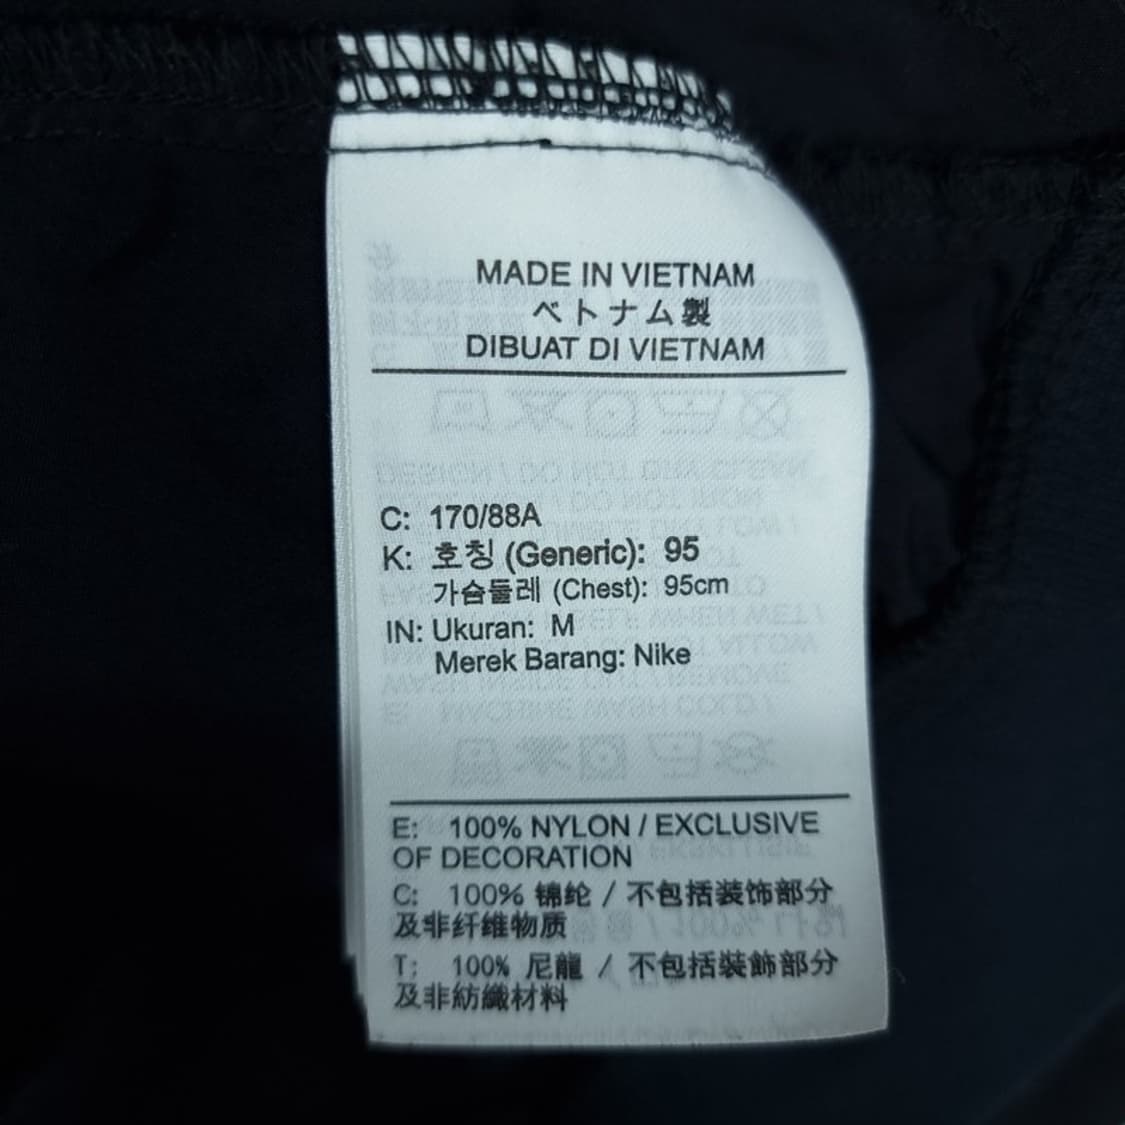 MADE IN VIETNAM
ベトナム製
DIBUAT DI VIETNAM
C: 170/88A
K: 호칭 (Generic): 95
가슴둘레 (Chest): 95cm
IN: Ukuran: M
Merek Barang: Nike
E: 100% NYLON / EXCLUSIVE
OF DECORATION
C: 100% 锦纶 / 不包括装饰部分
及非纤维物质
T: 100% 尼龍 / 不包括裝飾部分
及非紡織材料